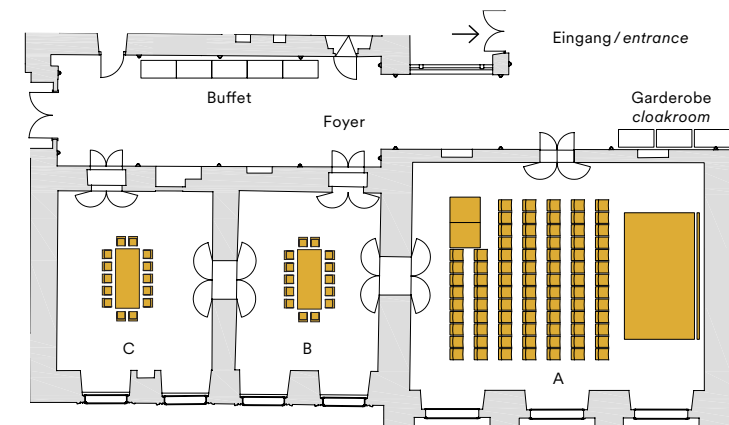 Eingang / entrance
Buffet
Garderobe
cloakroom
Foyer
C
B
A